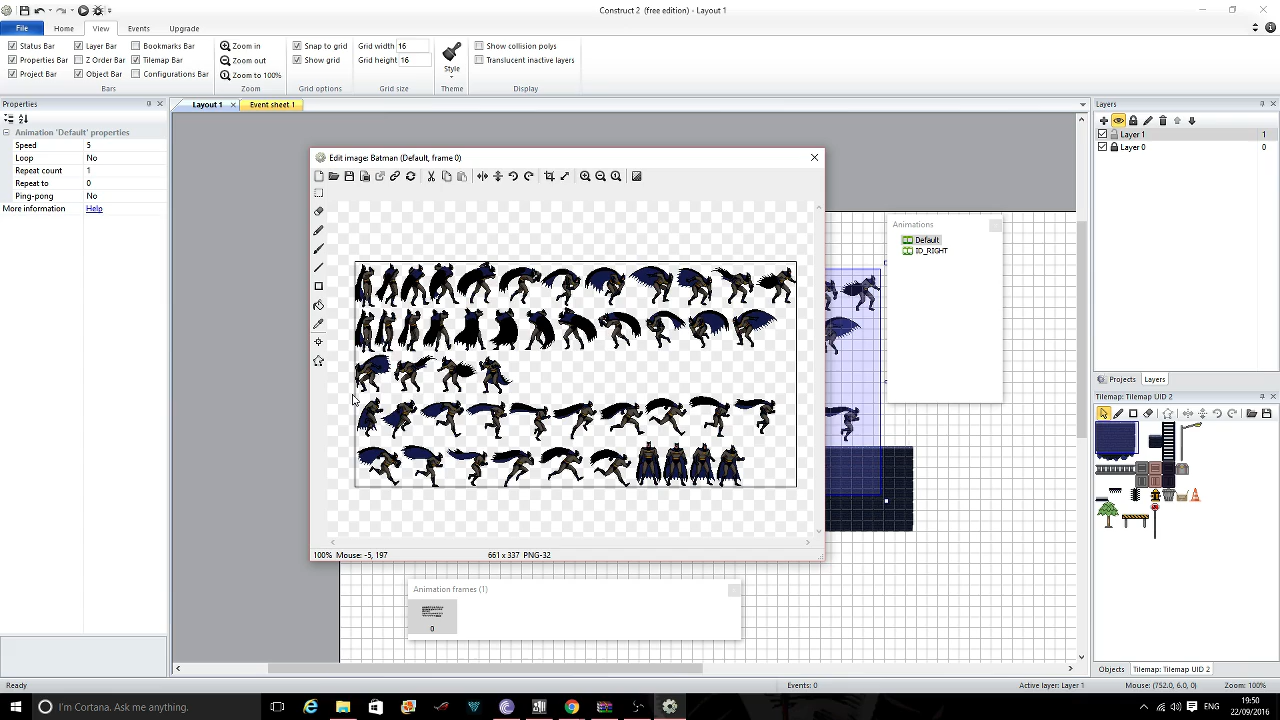 Construct 2 (free edition) - Layout 1
File Home View Events Upgrade
Status Bar Layer Bar Bookmarks Bar Zoom in Snap to grid Grid width 16 Show collision polys
Properties Bar Z Order Bar Tilemap Bar Zoom out Show grid Grid height 16 Translucent inactive layers
Project Bar Object Bar Configurations Bar Zoom to 100% Style
Bars Zoom Grid options Grid size Theme Display
Properties
Layout 1 Event sheet 1
Layers
Animation 'Default' properties
Speed 5
Loop No
Repeat count 1
Repeat to 0
Ping-pong No
More information Help
Layer 1 1
Layer 0 0
Edit image: Batman (Default, frame 0)
100% Mouse: -5, 197 661 x 337 PNG-32
Animations
Default
ID_RIGHT
Animation frames (1)
0
Projects Layers
Tilemap: Tilemap UID 2
Objects Tilemap: Tilemap UID 2
Ready Events: 0 Active layer: Layer 1 Mouse: (752.0, 6.0, 0) Zoom: 100%
I'm Cortana. Ask me anything.
ENG
19:50
22/09/2016